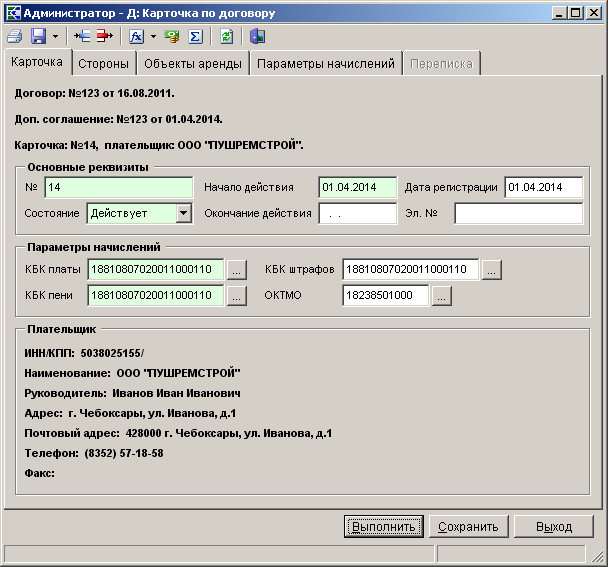 Администратор - Д: Карточка по договору
Карточка Стороны Объекты аренды Параметры начислений Переписка
Договор: №123 от 16.08.2011.
Доп. соглашение: №123 от 01.04.2014.
Карточка: №14, плательщик: ООО "ПУШРЕМСТРОЙ".
Основные реквизиты
№ 14 Начало действия 01.04.2014 Дата регистрации 01.04.2014
Состояние Действует Окончание действия . . Эл. №
Параметры начислений
КБК платы 18810807020011000110 ... КБК штрафов 18810807020011000110 ...
КБК пени 18810807020011000110 ... ОКТМО 18238501000 ...
Плательщик
ИНН/КПП: 5038025155/
Наименование: ООО "ПУШРЕМСТРОЙ"
Руководитель: Иванов Иван Иванович
Адрес: г. Чебоксары, ул. Иванова, д.1
Почтовый адрес: 428000 г. Чебоксары, ул. Иванова, д.1
Телефон: (8352) 57-18-58
Факс:
Выполнить Сохранить Выход